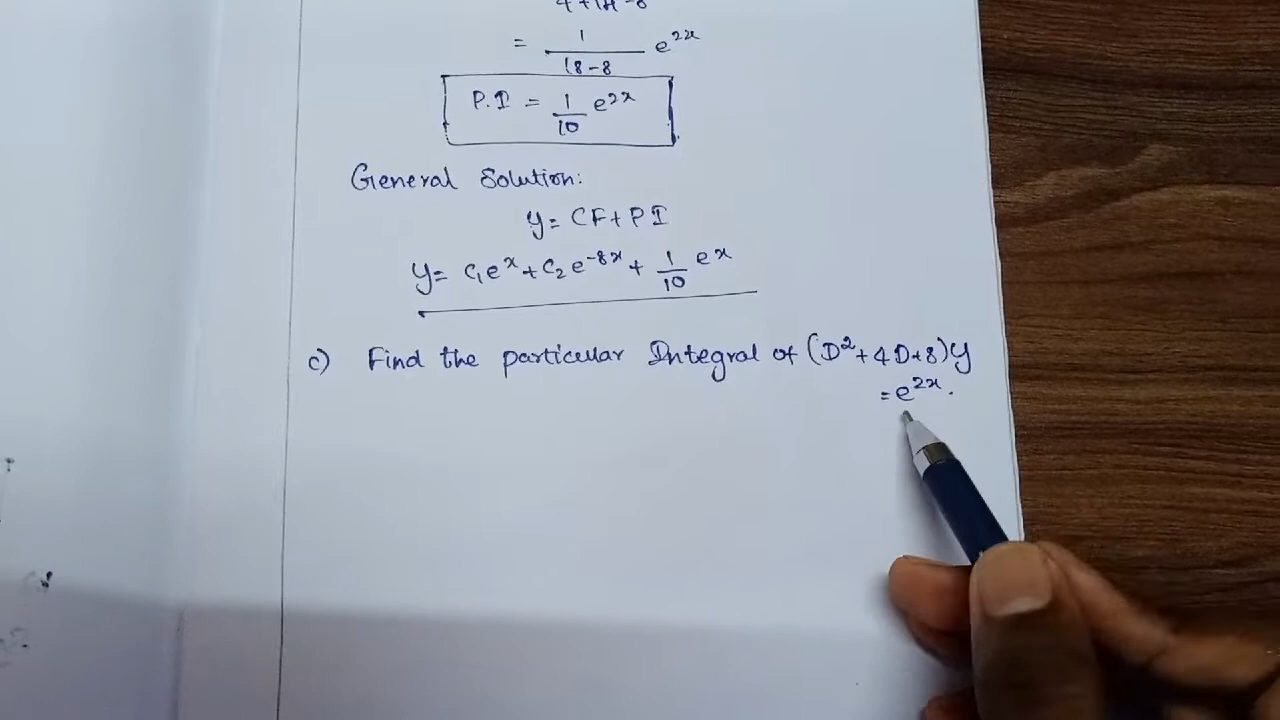 = 1/18-8 e^2x
P.I = 1/10 e^2x
General Solution:
y = CF + PI
y = C₁e^x + C₂e^-8x + 1/10 e^x
c) Find the particular Integral of (D² + 4D + 8)y
= e^2x.